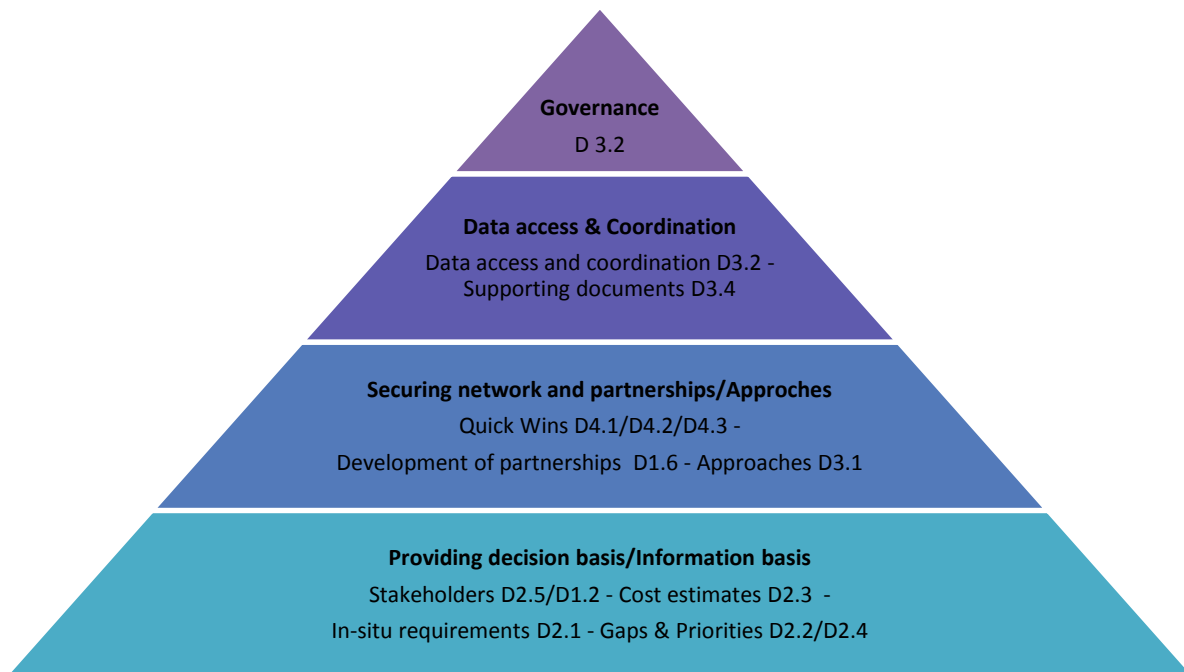 Governance
D 3.2
Data access & Coordination
Data access and coordination D3.2 -
Supporting documents D3.4
Securing network and partnerships/Approches
Quick Wins D4.1/D4.2/D4.3 -
Development of partnerships  D1.6 - Approaches D3.1
Providing decision basis/Information basis
Stakeholders D2.5/D1.2 - Cost estimates D2.3  -
In-situ requirements D2.1 - Gaps & Priorities D2.2/D2.4